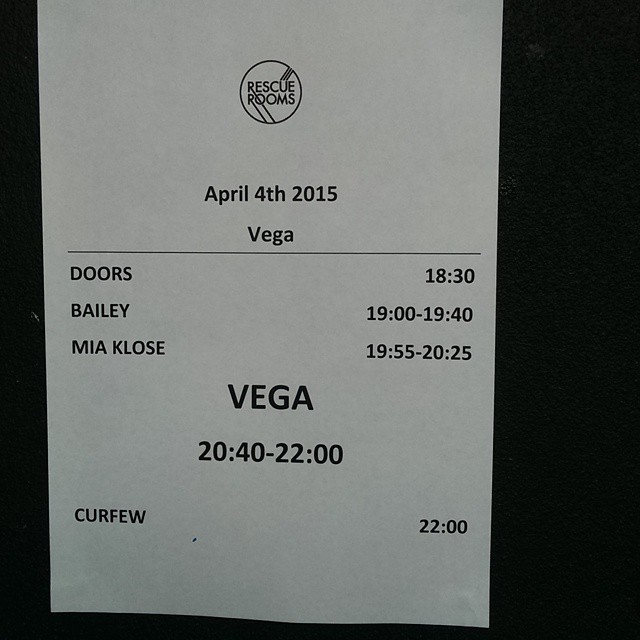 RESCUE
ROOMS
April 4th 2015
Vega
DOORS 18:30
BAILEY 19:00-19:40
MIA KLOSE 19:55-20:25
VEGA
20:40-22:00
CURFEW 22:00